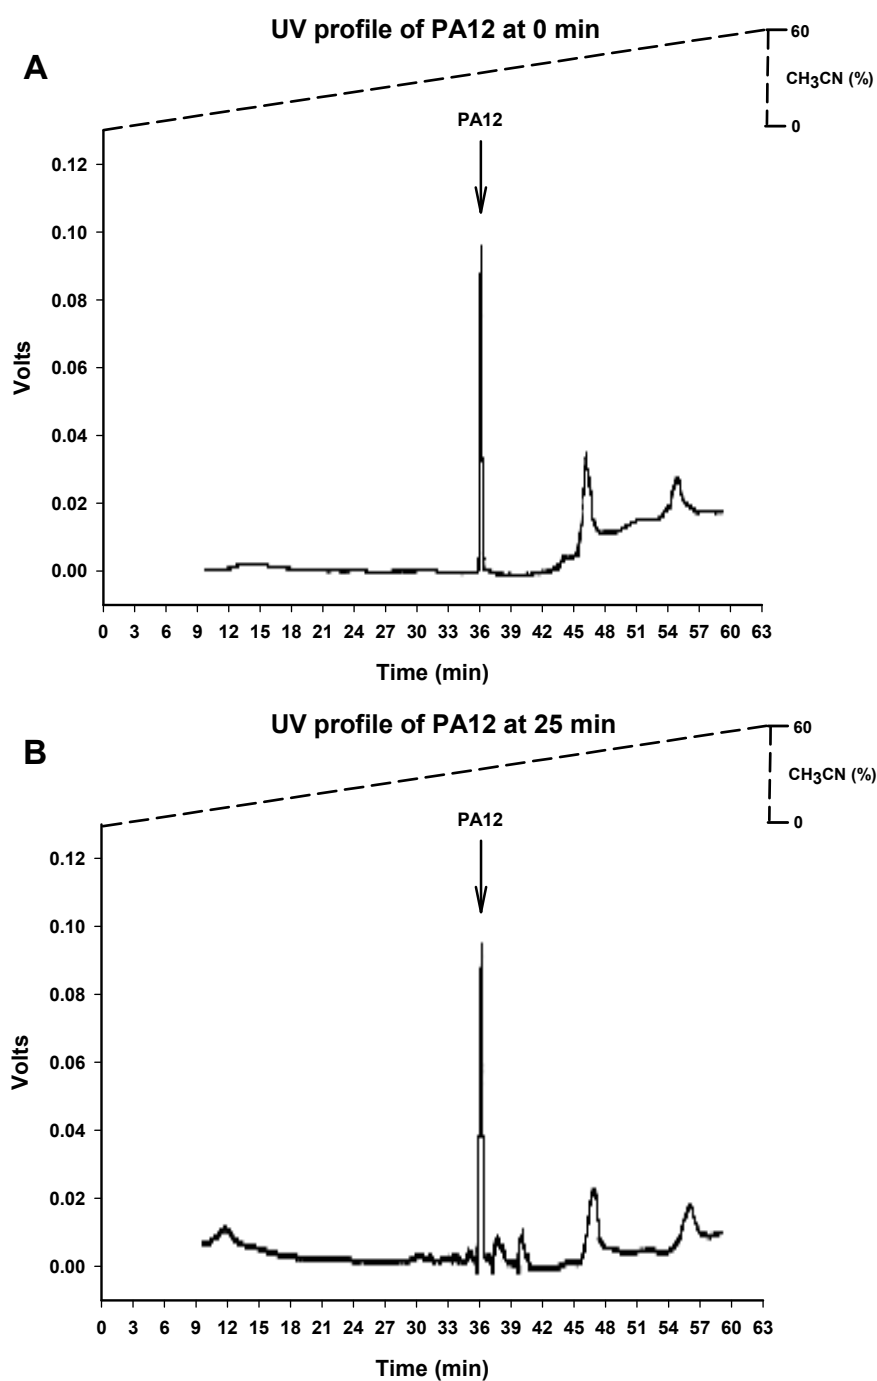 UV profile of PA12 at 0 min
A
60
CH3CN (%)
0
PA12
0.12
0.10
0.08
0.06
0.04
0.02
0.00
Volts
0 3 6 9 12 15 18 21 24 27 30 33 36 39 42 45 48 51 54 57 60 63
Time (min)
UV profile of PA12 at 25 min
B
60
CH3CN (%)
0
PA12
0.12
0.10
0.08
0.06
0.04
0.02
0.00
Volts
0 3 6 9 12 15 18 21 24 27 30 33 36 39 42 45 48 51 54 57 60 63
Time (min)